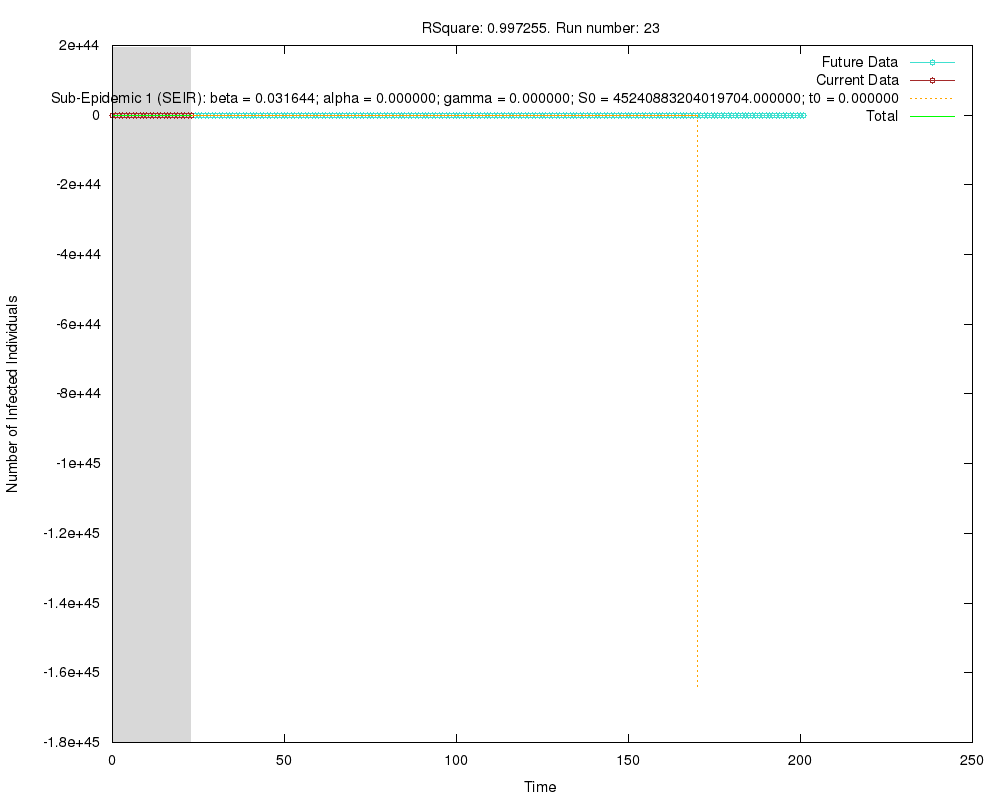 RSquare: 0.997255. Run number: 23
2e+44
Future Data
Current Data
Sub-Epidemic 1 (SEIR): beta = 0.031644; alpha = 0.000000; gamma = 0.000000; S0 = 45240883204019704.000000; t0 = 0.000000
0
Total
-2e+44
-4e+44
-6e+44
-8e+44
-1e+45
-1.2e+45
-1.4e+45
-1.6e+45
-1.8e+45
Number of Infected Individuals
0 50 100 150 200 250
Time